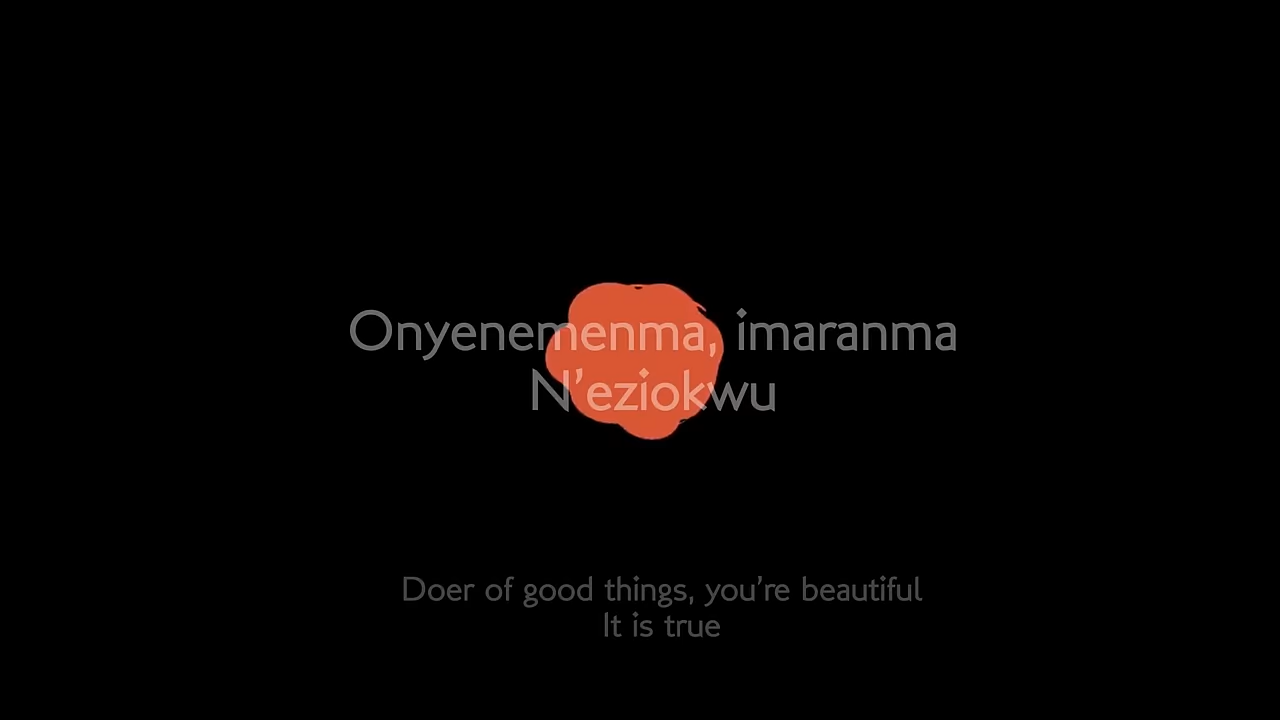 Onyenemenma, imaranma
N’eziokwu
Doer of good things, you’re beautiful
It is true